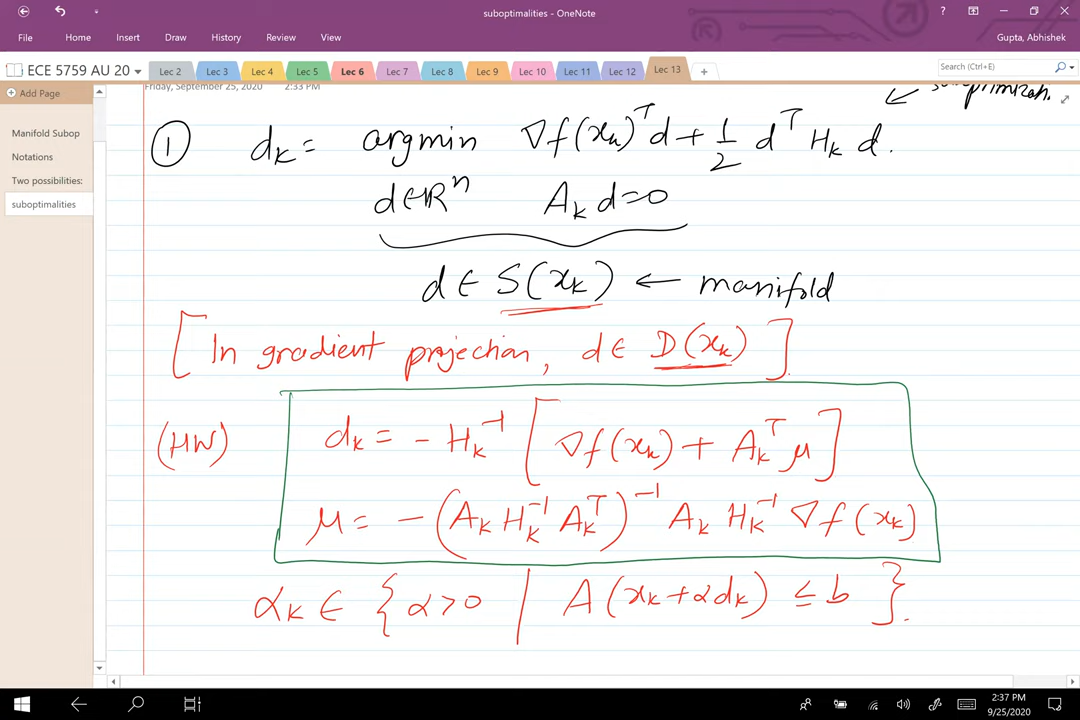 suboptimalities - OneNote
Gupta, Abhishek
File Home Insert Draw History Review View
ECE 5759 AU 20 Lec 2 Lec 3 Lec 4 Lec 5 Lec 6 Lec 7 Lec 8 Lec 9 Lec 10 Lec 11 Lec 12 Lec 13 Search (Ctrl+E)
Add Page
Manifold Subop
Notations
Two possibilities:
suboptimalities
Friday, September 25, 2020 2:33 PM
① d_k = argmin ∇f(x_k)^T d + 1/2 d^T H_k d.
d∈ℝ^n A_k d=0
d ∈ S(x_k) ← manifold
[In gradient projection, d ∈ D(x_k)].
(HW) d_k = - H_k^{-1} [∇f(x_k) + A_k^T μ]
μ = - (A_k H_k^{-1} A_k^T)^{-1} A_k H_k^{-1} ∇f(x_k)
α_k ∈ {α>0 | A(x_k+αd_k) ≤ b}.
2:37 PM
9/25/2020